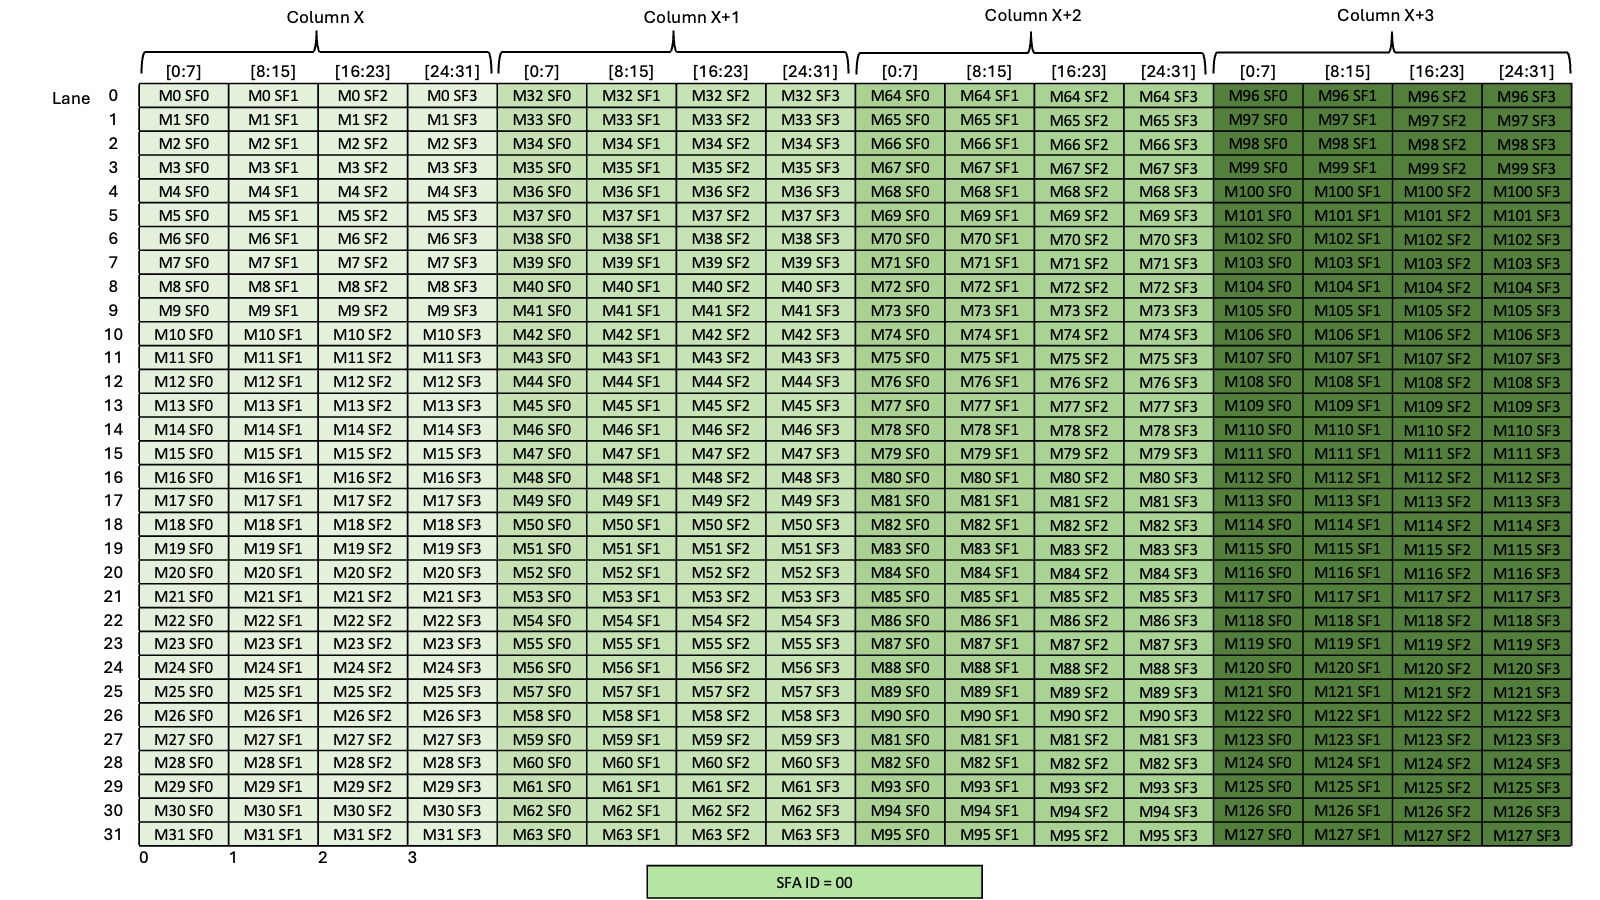 Column X Column X+1 Column X+2 Column X+3
[0:7] [8:15] [16:23] [24:31] [0:7] [8:15] [16:23] [24:31] [0:7] [8:15] [16:23] [24:31] [0:7] [8:15] [16:23] [24:31]
Lane 0 M0 SF0 M0 SF1 M0 SF2 M0 SF3 M32 SF0 M32 SF1 M32 SF2 M32 SF3 M64 SF0 M64 SF1 M64 SF2 M64 SF3 M96 SF0 M96 SF1 M96 SF2 M96 SF3
1 M1 SF0 M1 SF1 M1 SF2 M1 SF3 M33 SF0 M33 SF1 M33 SF2 M33 SF3 M65 SF0 M65 SF1 M65 SF2 M65 SF3 M97 SF0 M97 SF1 M97 SF2 M97 SF3
2 M2 SF0 M2 SF1 M2 SF2 M2 SF3 M34 SF0 M34 SF1 M34 SF2 M34 SF3 M66 SF0 M66 SF1 M66 SF2 M66 SF3 M98 SF0 M98 SF1 M98 SF2 M98 SF3
3 M3 SF0 M3 SF1 M3 SF2 M3 SF3 M35 SF0 M35 SF1 M35 SF2 M35 SF3 M67 SF0 M67 SF1 M67 SF2 M67 SF3 M99 SF0 M99 SF1 M99 SF2 M99 SF3
4 M4 SF0 M4 SF1 M4 SF2 M4 SF3 M36 SF0 M36 SF1 M36 SF2 M36 SF3 M68 SF0 M68 SF1 M68 SF2 M68 SF3 M100 SF0 M100 SF1 M100 SF2 M100 SF3
5 M5 SF0 M5 SF1 M5 SF2 M5 SF3 M37 SF0 M37 SF1 M37 SF2 M37 SF3 M69 SF0 M69 SF1 M69 SF2 M69 SF3 M101 SF0 M101 SF1 M101 SF2 M101 SF3
6 M6 SF0 M6 SF1 M6 SF2 M6 SF3 M38 SF0 M38 SF1 M38 SF2 M38 SF3 M70 SF0 M70 SF1 M70 SF2 M70 SF3 M102 SF0 M102 SF1 M102 SF2 M102 SF3
7 M7 SF0 M7 SF1 M7 SF2 M7 SF3 M39 SF0 M39 SF1 M39 SF2 M39 SF3 M71 SF0 M71 SF1 M71 SF2 M71 SF3 M103 SF0 M103 SF1 M103 SF2 M103 SF3
8 M8 SF0 M8 SF1 M8 SF2 M8 SF3 M40 SF0 M40 SF1 M40 SF2 M40 SF3 M72 SF0 M72 SF1 M72 SF2 M72 SF3 M104 SF0 M104 SF1 M104 SF2 M104 SF3
9 M9 SF0 M9 SF1 M9 SF2 M9 SF3 M41 SF0 M41 SF1 M41 SF2 M41 SF3 M73 SF0 M73 SF1 M73 SF2 M73 SF3 M105 SF0 M105 SF1 M105 SF2 M105 SF3
10 M10 SF0 M10 SF1 M10 SF2 M10 SF3 M42 SF0 M42 SF1 M42 SF2 M42 SF3 M74 SF0 M74 SF1 M74 SF2 M74 SF3 M106 SF0 M106 SF1 M106 SF2 M106 SF3
11 M11 SF0 M11 SF1 M11 SF2 M11 SF3 M43 SF0 M43 SF1 M43 SF2 M43 SF3 M75 SF0 M75 SF1 M75 SF2 M75 SF3 M107 SF0 M107 SF1 M107 SF2 M107 SF3
12 M12 SF0 M12 SF1 M12 SF2 M12 SF3 M44 SF0 M44 SF1 M44 SF2 M44 SF3 M76 SF0 M76 SF1 M76 SF2 M76 SF3 M108 SF0 M108 SF1 M108 SF2 M108 SF3
13 M13 SF0 M13 SF1 M13 SF2 M13 SF3 M45 SF0 M45 SF1 M45 SF2 M45 SF3 M77 SF0 M77 SF1 M77 SF2 M77 SF3 M109 SF0 M109 SF1 M109 SF2 M109 SF3
14 M14 SF0 M14 SF1 M14 SF2 M14 SF3 M46 SF0 M46 SF1 M46 SF2 M46 SF3 M78 SF0 M78 SF1 M78 SF2 M78 SF3 M110 SF0 M110 SF1 M110 SF2 M110 SF3
15 M15 SF0 M15 SF1 M15 SF2 M15 SF3 M47 SF0 M47 SF1 M47 SF2 M47 SF3 M79 SF0 M79 SF1 M79 SF2 M79 SF3 M111 SF0 M111 SF1 M111 SF2 M111 SF3
16 M16 SF0 M16 SF1 M16 SF2 M16 SF3 M48 SF0 M48 SF1 M48 SF2 M48 SF3 M80 SF0 M80 SF1 M80 SF2 M80 SF3 M112 SF0 M112 SF1 M112 SF2 M112 SF3
17 M17 SF0 M17 SF1 M17 SF2 M17 SF3 M49 SF0 M49 SF1 M49 SF2 M49 SF3 M81 SF0 M81 SF1 M81 SF2 M81 SF3 M113 SF0 M113 SF1 M113 SF2 M113 SF3
18 M18 SF0 M18 SF1 M18 SF2 M18 SF3 M50 SF0 M50 SF1 M50 SF2 M50 SF3 M82 SF0 M82 SF1 M82 SF2 M82 SF3 M114 SF0 M114 SF1 M114 SF2 M114 SF3
19 M19 SF0 M19 SF1 M19 SF2 M19 SF3 M51 SF0 M51 SF1 M51 SF2 M51 SF3 M83 SF0 M83 SF1 M83 SF2 M83 SF3 M115 SF0 M115 SF1 M115 SF2 M115 SF3
20 M20 SF0 M20 SF1 M20 SF2 M20 SF3 M52 SF0 M52 SF1 M52 SF2 M52 SF3 M84 SF0 M84 SF1 M84 SF2 M84 SF3 M116 SF0 M116 SF1 M116 SF2 M116 SF3
21 M21 SF0 M21 SF1 M21 SF2 M21 SF3 M53 SF0 M53 SF1 M53 SF2 M53 SF3 M85 SF0 M85 SF1 M85 SF2 M85 SF3 M117 SF0 M117 SF1 M117 SF2 M117 SF3
22 M22 SF0 M22 SF1 M22 SF2 M22 SF3 M54 SF0 M54 SF1 M54 SF2 M54 SF3 M86 SF0 M86 SF1 M86 SF2 M86 SF3 M118 SF0 M118 SF1 M118 SF2 M118 SF3
23 M23 SF0 M23 SF1 M23 SF2 M23 SF3 M55 SF0 M55 SF1 M55 SF2 M55 SF3 M87 SF0 M87 SF1 M87 SF2 M87 SF3 M119 SF0 M119 SF1 M119 SF2 M119 SF3
24 M24 SF0 M24 SF1 M24 SF2 M24 SF3 M56 SF0 M56 SF1 M56 SF2 M56 SF3 M88 SF0 M88 SF1 M88 SF2 M88 SF3 M120 SF0 M120 SF1 M120 SF2 M120 SF3
25 M25 SF0 M25 SF1 M25 SF2 M25 SF3 M57 SF0 M57 SF1 M57 SF2 M57 SF3 M89 SF0 M89 SF1 M89 SF2 M89 SF3 M121 SF0 M121 SF1 M121 SF2 M121 SF3
26 M26 SF0 M26 SF1 M26 SF2 M26 SF3 M58 SF0 M58 SF1 M58 SF2 M58 SF3 M90 SF0 M90 SF1 M90 SF2 M90 SF3 M122 SF0 M122 SF1 M122 SF2 M122 SF3
27 M27 SF0 M27 SF1 M27 SF2 M27 SF3 M59 SF0 M59 SF1 M59 SF2 M59 SF3 M81 SF0 M81 SF1 M81 SF2 M81 SF3 M123 SF0 M123 SF1 M123 SF2 M123 SF3
28 M28 SF0 M28 SF1 M28 SF2 M28 SF3 M60 SF0 M60 SF1 M60 SF2 M60 SF3 M82 SF0 M82 SF1 M82 SF2 M82 SF3 M124 SF0 M124 SF1 M124 SF2 M124 SF3
29 M29 SF0 M29 SF1 M29 SF2 M29 SF3 M61 SF0 M61 SF1 M61 SF2 M61 SF3 M93 SF0 M93 SF1 M93 SF2 M93 SF3 M125 SF0 M125 SF1 M125 SF2 M125 SF3
30 M30 SF0 M30 SF1 M30 SF2 M30 SF3 M62 SF0 M62 SF1 M62 SF2 M62 SF3 M94 SF0 M94 SF1 M94 SF2 M94 SF3 M126 SF0 M126 SF1 M126 SF2 M126 SF3
31 M31 SF0 M31 SF1 M31 SF2 M31 SF3 M63 SF0 M63 SF1 M63 SF2 M63 SF3 M95 SF0 M95 SF1 M95 SF2 M95 SF3 M127 SF0 M127 SF1 M127 SF2 M127 SF3
0 1 2 3
SFA ID = 00